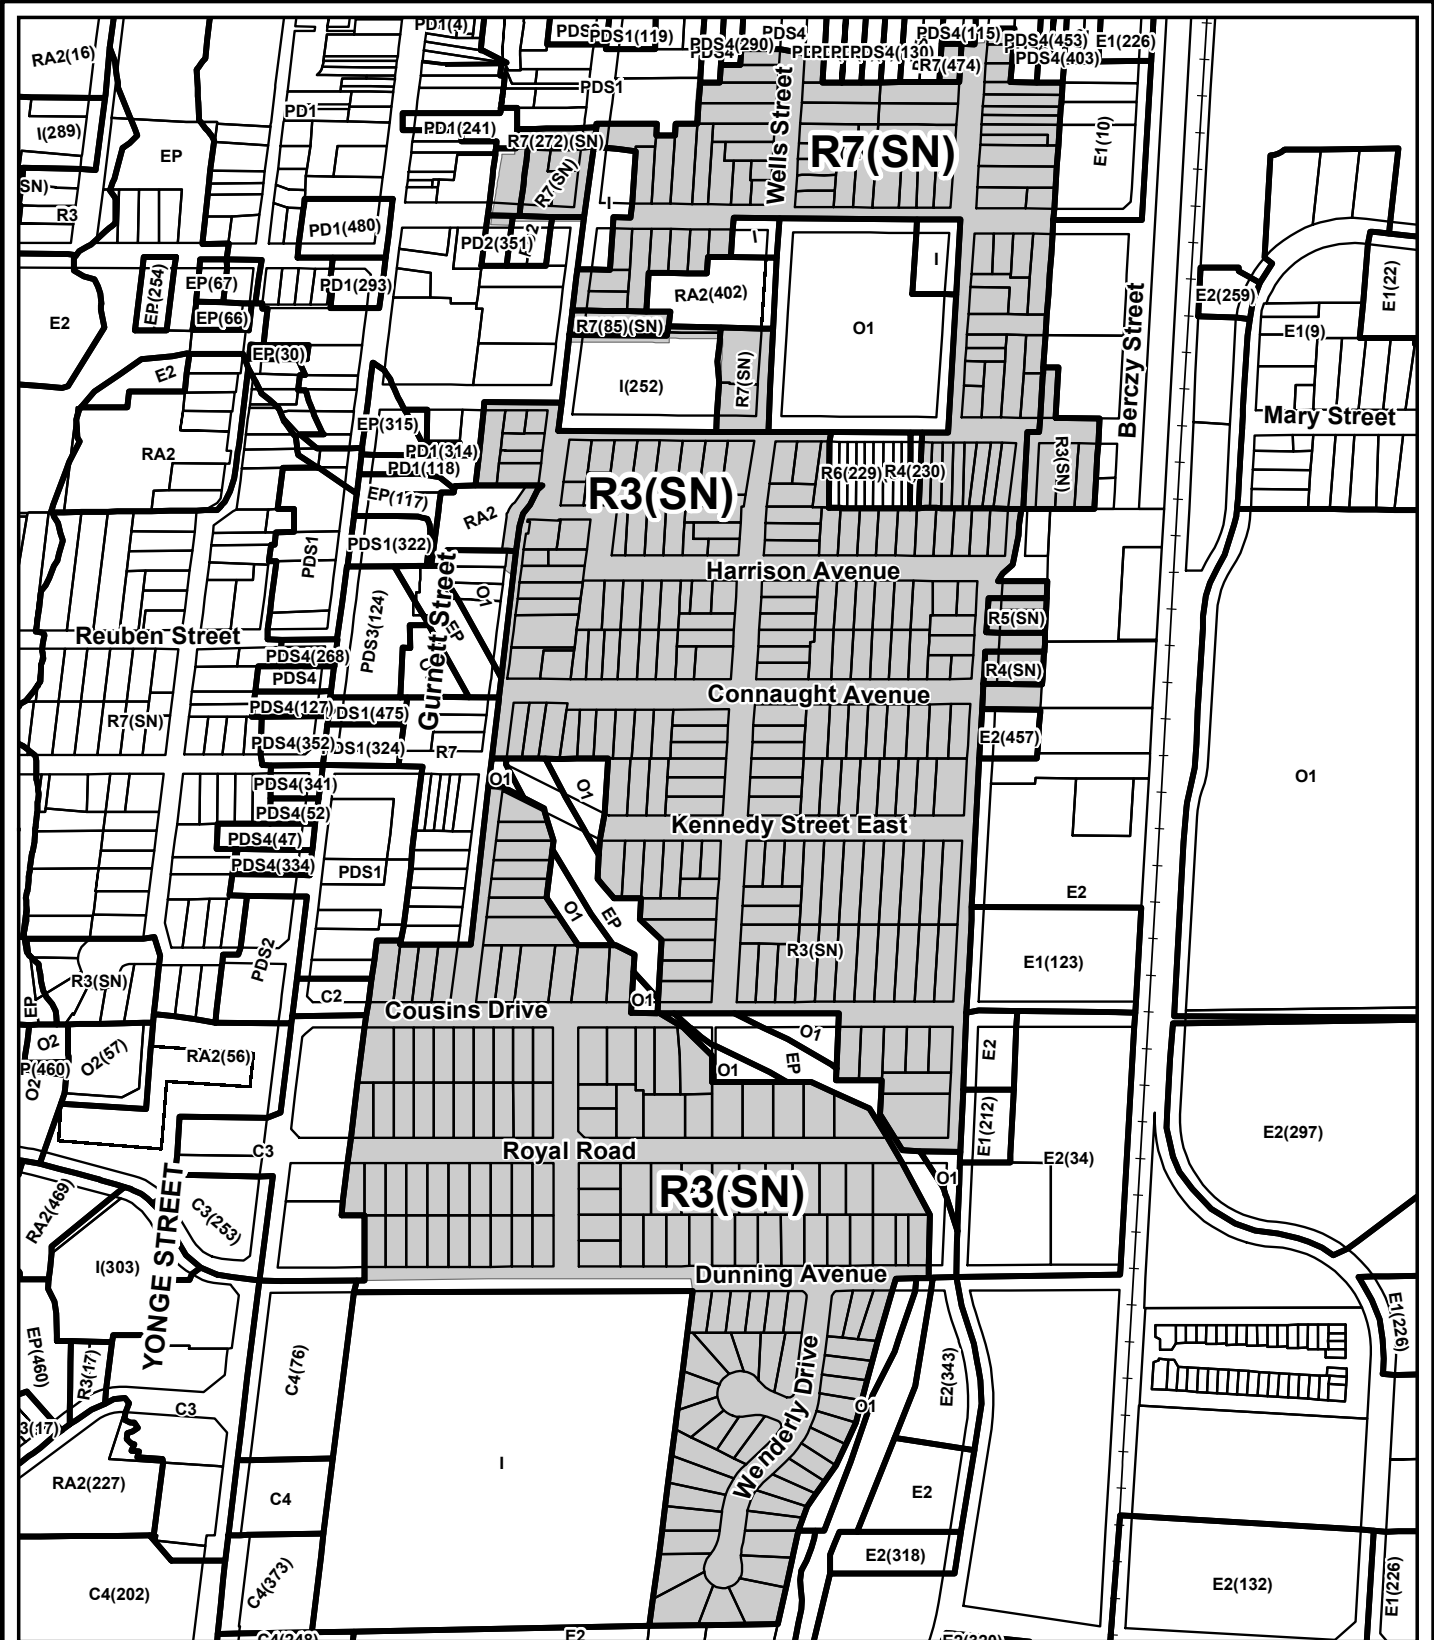 PD1(4)
PDS1(119)
PDS4
PDS4(290)
PDS4(130)
PDS4(115)
PDS4(453)
E1(226)
RA2(16)
PDS4(403)
R7(474)
PDS1
PD1
I(289)
PD1(241)
R7(272)(SN)
Wells Street
R7(SN)
E1(10)
EP
R7(SN)
SN)
R3
I
PD1(480)
PD2(351)
I
I
EP(254)
EP(67)
PD1(293)
RA2(402)
E2(259)
E1(22)
E2
EP(66)
R7(85)(SN)
O1
Berczy Street
E1(9)
EP(30)
E2
I(252)
R7(SN)
Mary Street
EP(315)
PD1(314)
RA2
PD1(118)
R6(229)
R4(230)
R3(SN)
EP(117)
R3(SN)
RA2
PDS1(322)
PDS1
Harrison Avenue
Gurnett Street
O1
PDS3(124)
EP
R5(SN)
Reuben Street
PDS4(268)
R4(SN)
PDS4
Connaught Avenue
PDS4(127)
DS1(475)
R7(SN)
PDS4(352)
DS1(324)
R7
E2(457)
O1
PDS4(341)
O1
O1
PDS4(52)
Kennedy Street East
PDS4(47)
PDS4(334)
PDS1
E2
O1
EP
PDS2
R3(SN)
E1(123)
R3(SN)
C2
EP
O1
Cousins Drive
O2
O2(57)
RA2(56)
O1
E2
P(460)
O2
O1
EP
E1(212)
E2(297)
C3
Royal Road
E2(34)
O1
RA2(469)
C3(253)
R3(SN)
YONGE STREET
I(303)
Dunning Avenue
E1(226)
EP(460)
R3(17)
C4(76)
Wenderly Drive
E2(343)
C3
O1
3(17)
I
RA2(227)
C4
E2
E2(318)
C4(202)
C4(373)
E2(132)
E1(226)
C4(248)
E2
E2(320)